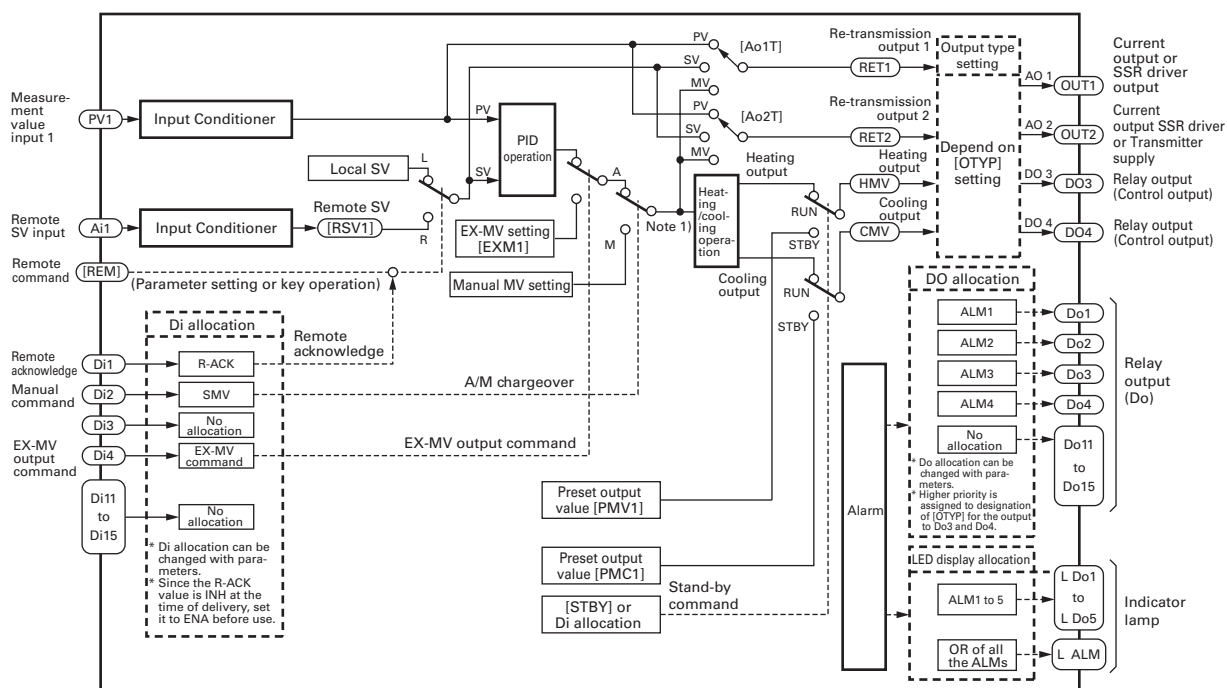 Measure-
ment
value
input 1
PV1
Input Conditioner
Remote
SV input
Ai1
Input Conditioner
Remote SV
[RSV1]
Local SV
L
R
Remote
command
[REM]
(Parameter setting or key operation)
PV
SV
PID
operation
A
M
EX-MV setting
[EXM1]
Manual MV setting
Note 1)
PV
SV
MV
[Ao1T]
PV
SV
MV
[Ao2T]
Re-transmission
output 1
RET1
Re-transmission
output 2
RET2
Heating
output
Heat-
ing
/cool-
ing
opera-
tion
Cooling
output
RUN
STBY
RUN
STBY
Heating
output
HMV
Cooling
output
CMV
Output type
setting
Depend on
[OTYP]
setting
AO 1
OUT1
Current
output or
SSR driver
output
AO 2
OUT2
Current
output SSR driver
or Transmitter
supply
DO 3
DO3
Relay output
(Control output)
DO 4
DO4
Relay output
(Control output)
Di allocation
Remote
acknowledge
Di1
R-ACK
Remote
acknowledge
Manual
command
Di2
SMV
A/M chargeover
Di3
No
allocation
EX-MV
output
command
Di4
EX-MV
command
EX-MV output command
Di11
to
Di15
No
allocation
* Di allocation can be
changed with para-
meters.
* Since the R-ACK
value is INH at the
time of delivery, set
it to ENA before use.
Preset output
value [PMV1]
Preset output
value [PMC1]
[STBY] or
Di allocation
Stand-by
command
Alarm
DO allocation
ALM1
Do1
ALM2
Do2
ALM3
Do3
ALM4
Do4
No
allocation
Do11
to
Do15
Relay
output
(Do)
* Do allocation can be
changed with para-
meters.
* Higher priority is
assigned to designation
of [OTYP] for the output
to Do3 and Do4.
LED display allocation
ALM1 to 5
L Do1
to
L Do5
OR of all
the ALMs
L ALM
Indicator
lamp